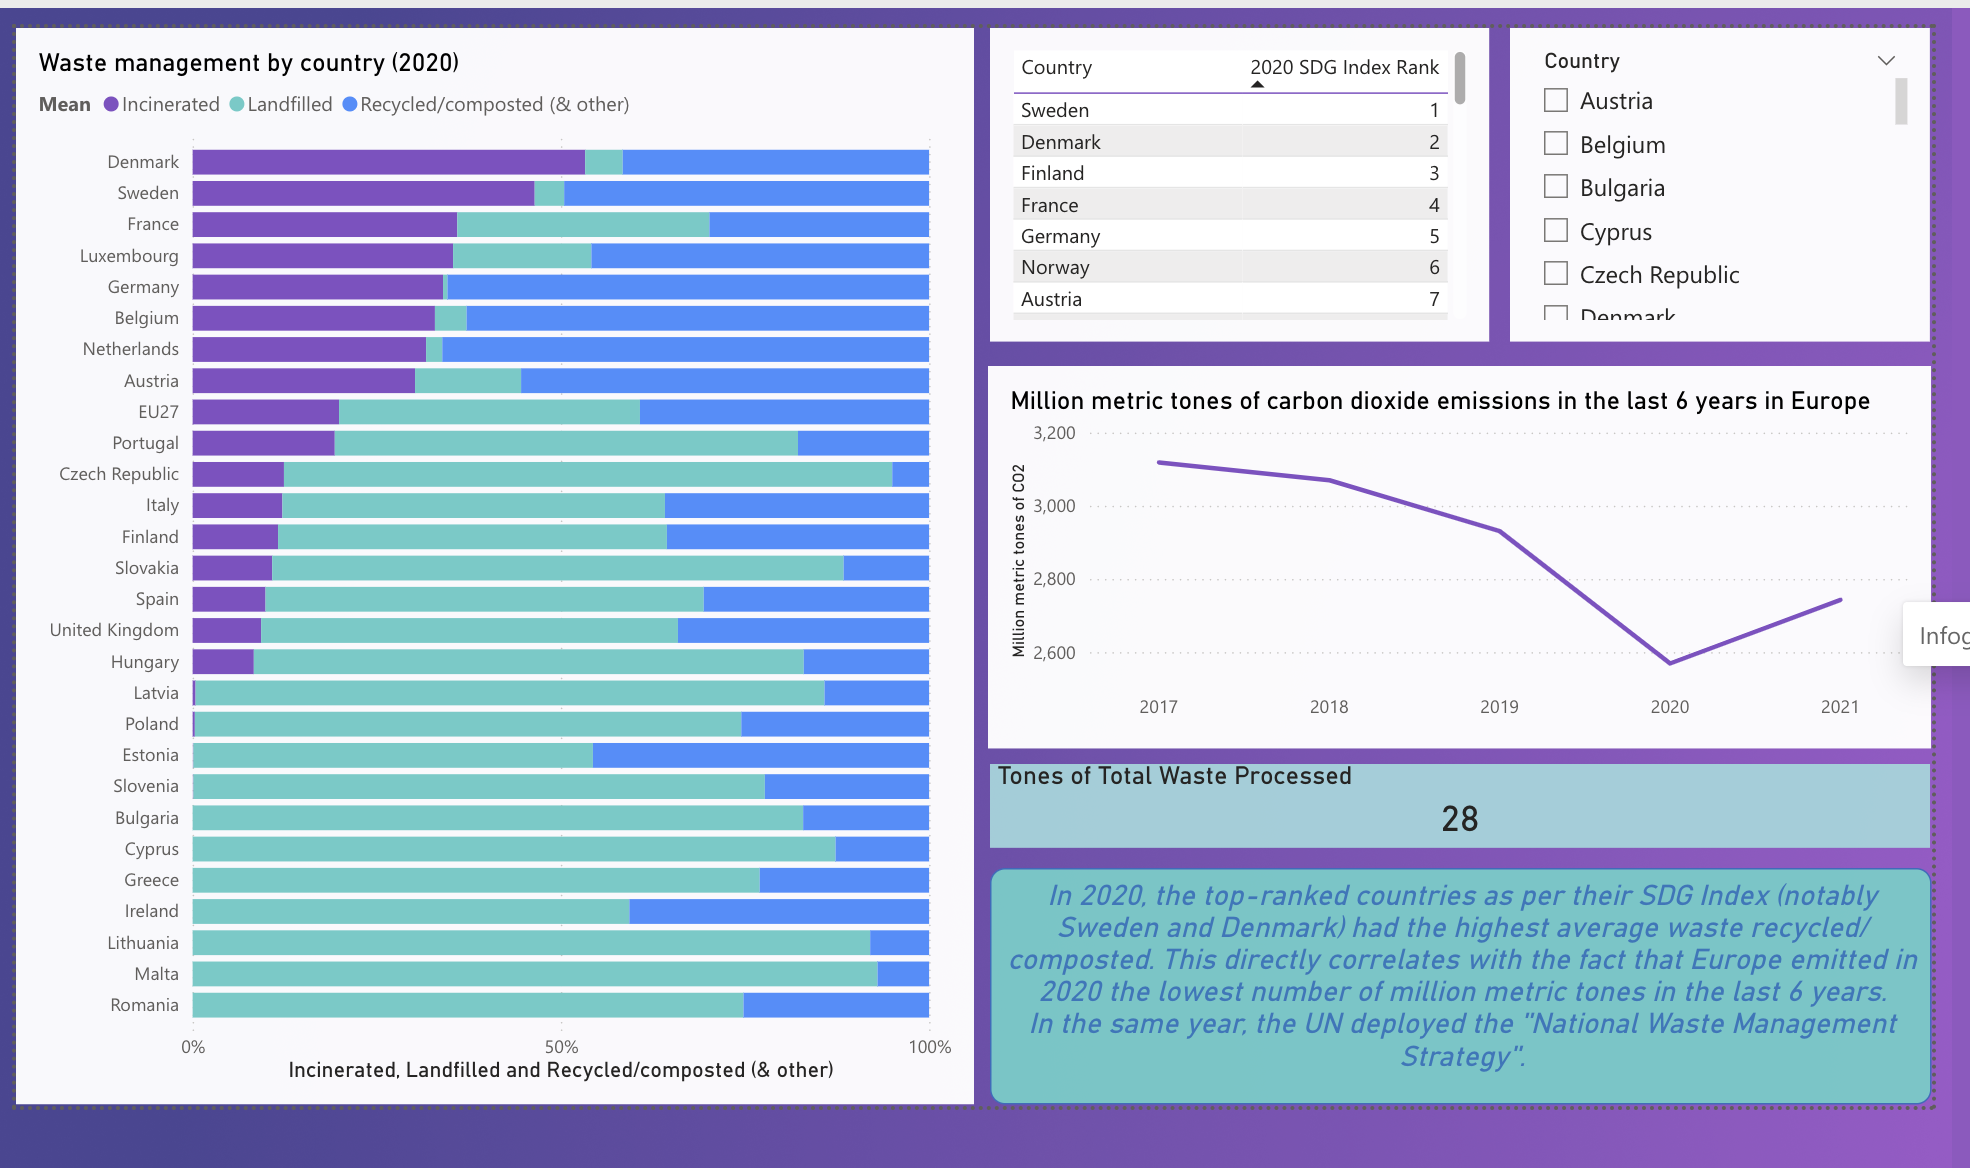 Waste management by country (2020)
Mean Incinerated Landfilled Recycled/composted (& other)
Denmark
Sweden
France
Luxembourg
Germany
Belgium
Netherlands
Austria
EU27
Portugal
Czech Republic
Italy
Finland
Slovakia
Spain
United Kingdom
Hungary
Latvia
Poland
Estonia
Slovenia
Bulgaria
Cyprus
Greece
Ireland
Lithuania
Malta
Romania
0% 50% 100%
Incinerated, Landfilled and Recycled/composted (& other)
Country 2020 SDG Index Rank
Sweden 1
Denmark 2
Finland 3
France 4
Germany 5
Norway 6
Austria 7
Country
Austria
Belgium
Bulgaria
Cyprus
Czech Republic
Denmark
Million metric tones of carbon dioxide emissions in the last 6 years in Europe
Million metric tones of CO2
3,200
3,000
2,800
2,600
2017 2018 2019 2020 2021
Infog
Tones of Total Waste Processed
28
In 2020, the top-ranked countries as per their SDG Index (notably
Sweden and Denmark) had the highest average waste recycled/
composted. This directly correlates with the fact that Europe emitted in
2020 the lowest number of million metric tones in the last 6 years.
In the same year, the UN deployed the "National Waste Management
Strategy".